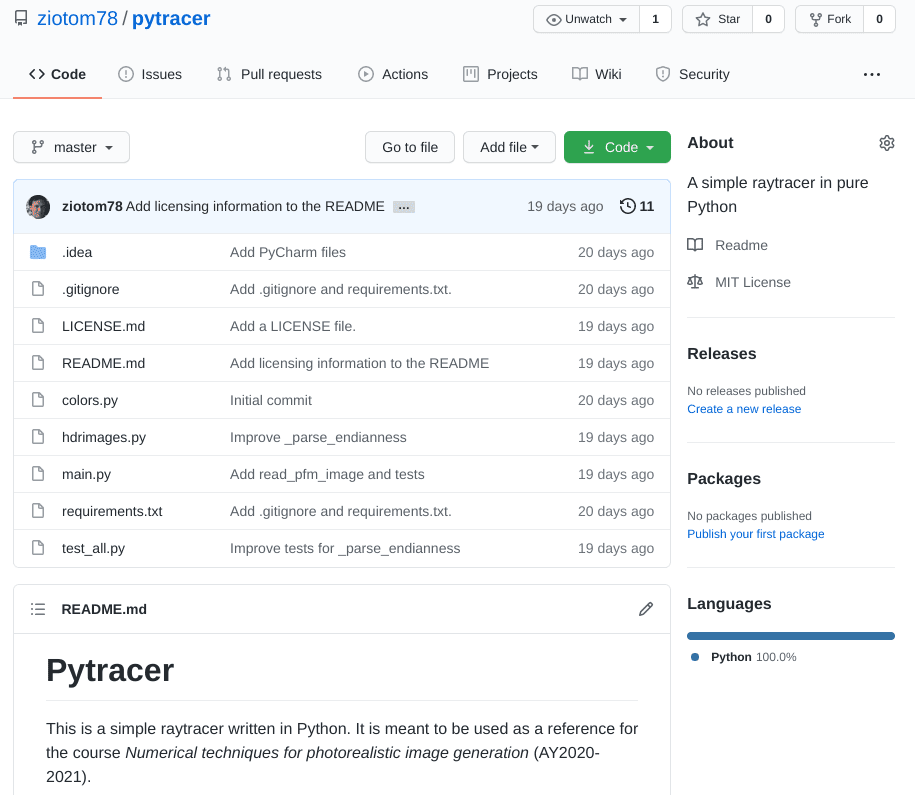 ziotom78 / pytracer Unwatch 1 Star 0 Fork 0
Code Issues Pull requests Actions Projects Wiki Security ...
master Go to file Add file Code
ziotom78 Add licensing information to the README ... 19 days ago 11
.idea Add PyCharm files 20 days ago
.gitignore Add .gitignore and requirements.txt. 20 days ago
LICENSE.md Add a LICENSE file. 19 days ago
README.md Add licensing information to the README 19 days ago
colors.py Initial commit 20 days ago
hdrimages.py Improve _parse_endianness 19 days ago
main.py Add read_pfm_image and tests 19 days ago
requirements.txt Add .gitignore and requirements.txt. 20 days ago
test_all.py Improve tests for _parse_endianness 19 days ago
README.md
Pytracer
This is a simple raytracer written in Python. It is meant to be used as a reference for
the course Numerical techniques for photorealistic image generation (AY2020-
2021).
About
A simple raytracer in pure
Python
Readme
MIT License
Releases
No releases published
Create a new release
Packages
No packages published
Publish your first package
Languages
Python 100.0%